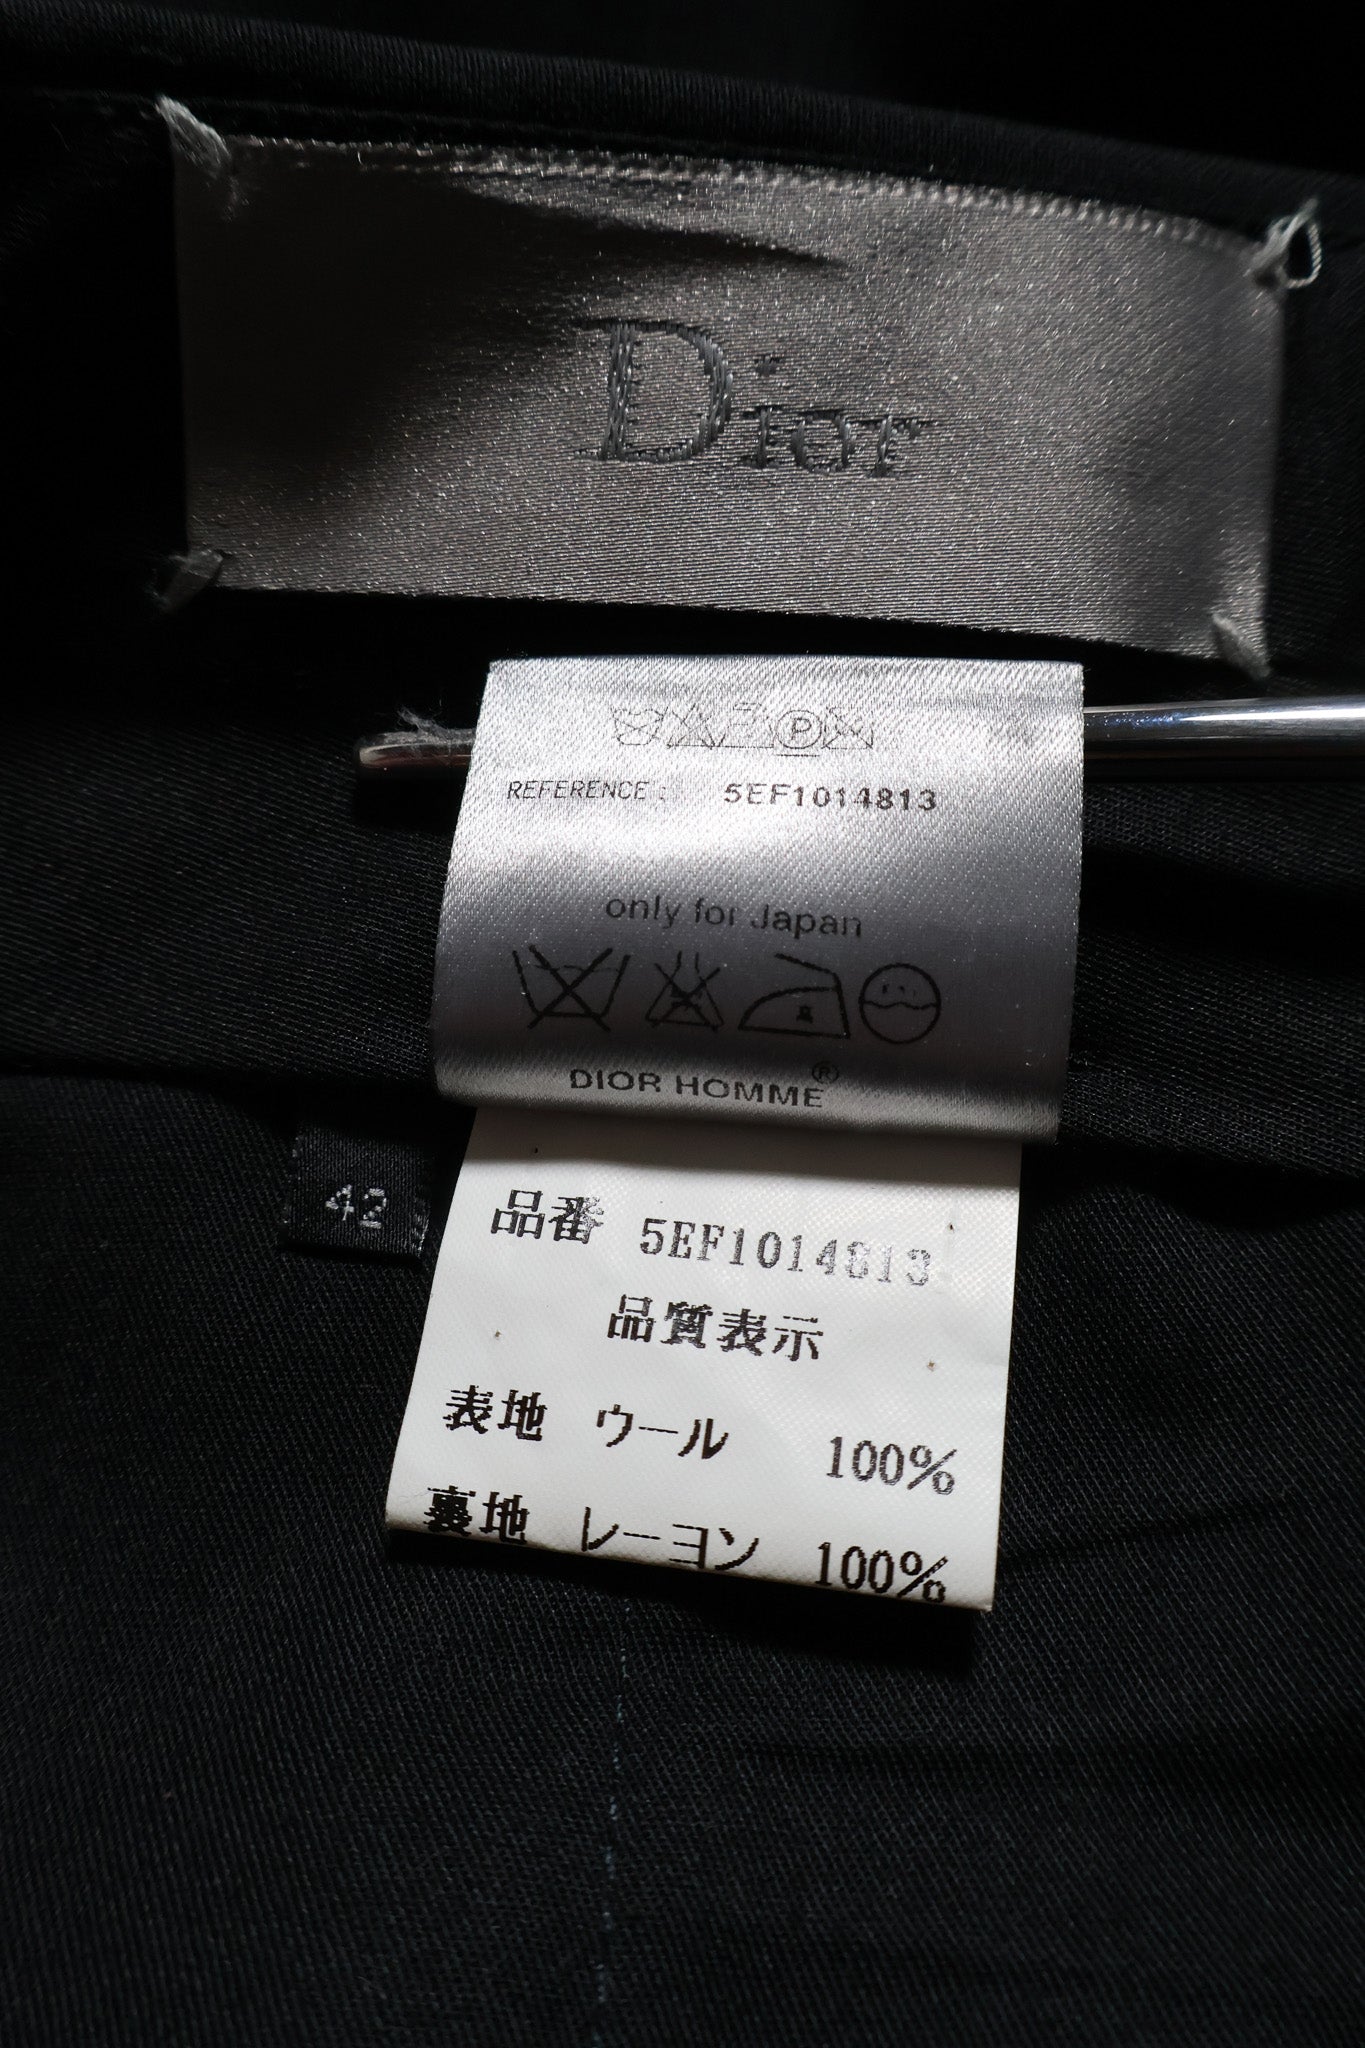 Dior
P
REFERENCE : 5EF1014813
only for Japan
DIOR HOMME®
42
品番 5EF1014813
品質表示
表地 ウール 100%
裏地 レーヨン 100%